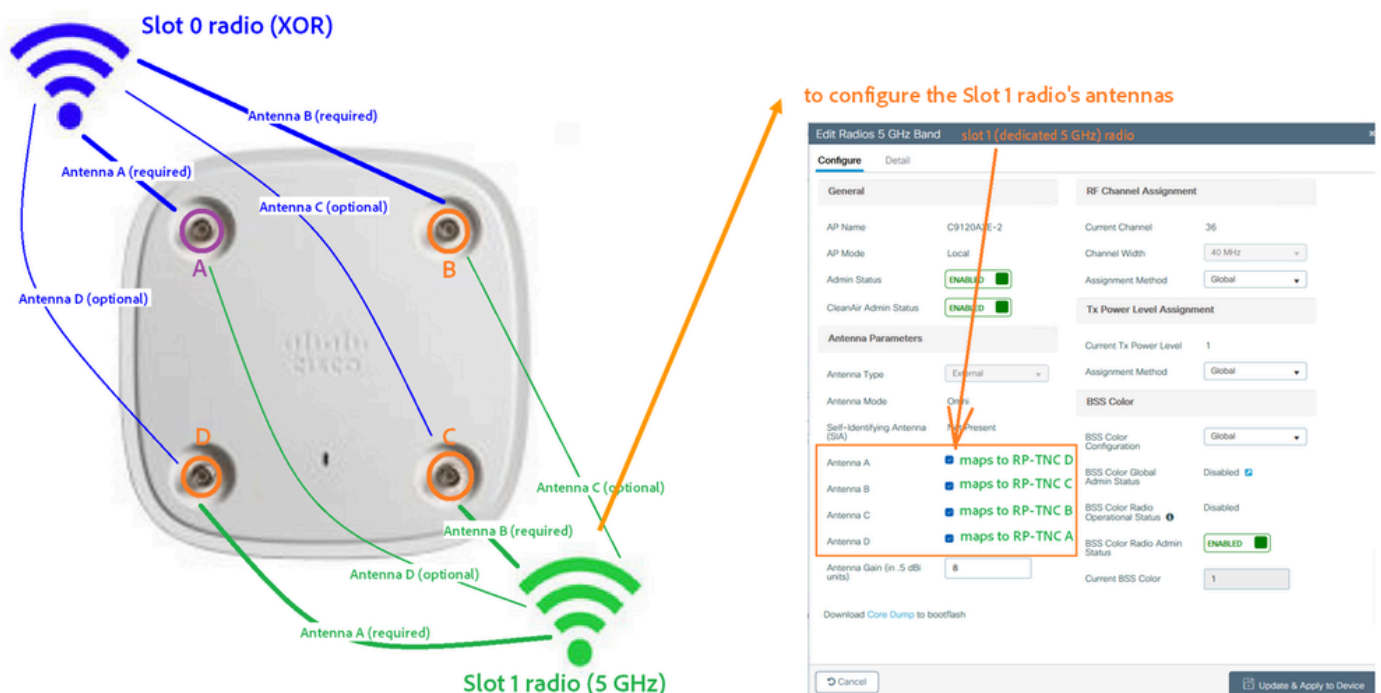 Slot 0 radio (XOR)
Antenna B (required)
Antenna A (required)
Antenna C (optional)
A
B
Antenna D (optional)
cisco
D
C
Antenna C (optional)
Antenna B (required)
Antenna D (optional)
Antenna A (required)
Slot 1 radio (5 GHz)
to configure the Slot 1 radio's antennas
Edit Radios 5 GHz Band
slot 1 (dedicated 5 GHz) radio
Configure
Detail
General
AP Name
AP Mode
Local
Admin Status
ENABLED
CleanAir Admin Status
ENABLED
Antenna Parameters
Antenna Type
External
Antenna Mode
Omni
Self-Identifying Antenna
(SIA)
Not Present
Antenna A
maps to RP-TNC D
Antenna B
maps to RP-TNC C
Antenna C
maps to RP-TNC B
Antenna D
maps to RP-TNC A
Antenna Gain (in .5 dBi
units)
8
Download Core Dump to bootflash
RF Channel Assignment
Current Channel
36
Channel Width
40 MHz
Assignment Method
Global
Tx Power Level Assignment
Current Tx Power Level
1
Assignment Method
Global
BSS Color
BSS Color
Configuration
Global
BSS Color Global
Admin Status
Disabled
BSS Color Radio
Operational Status
Disabled
BSS Color Radio Admin
Status
ENABLED
Current BSS Color
1
Cancel
Update & Apply to Device